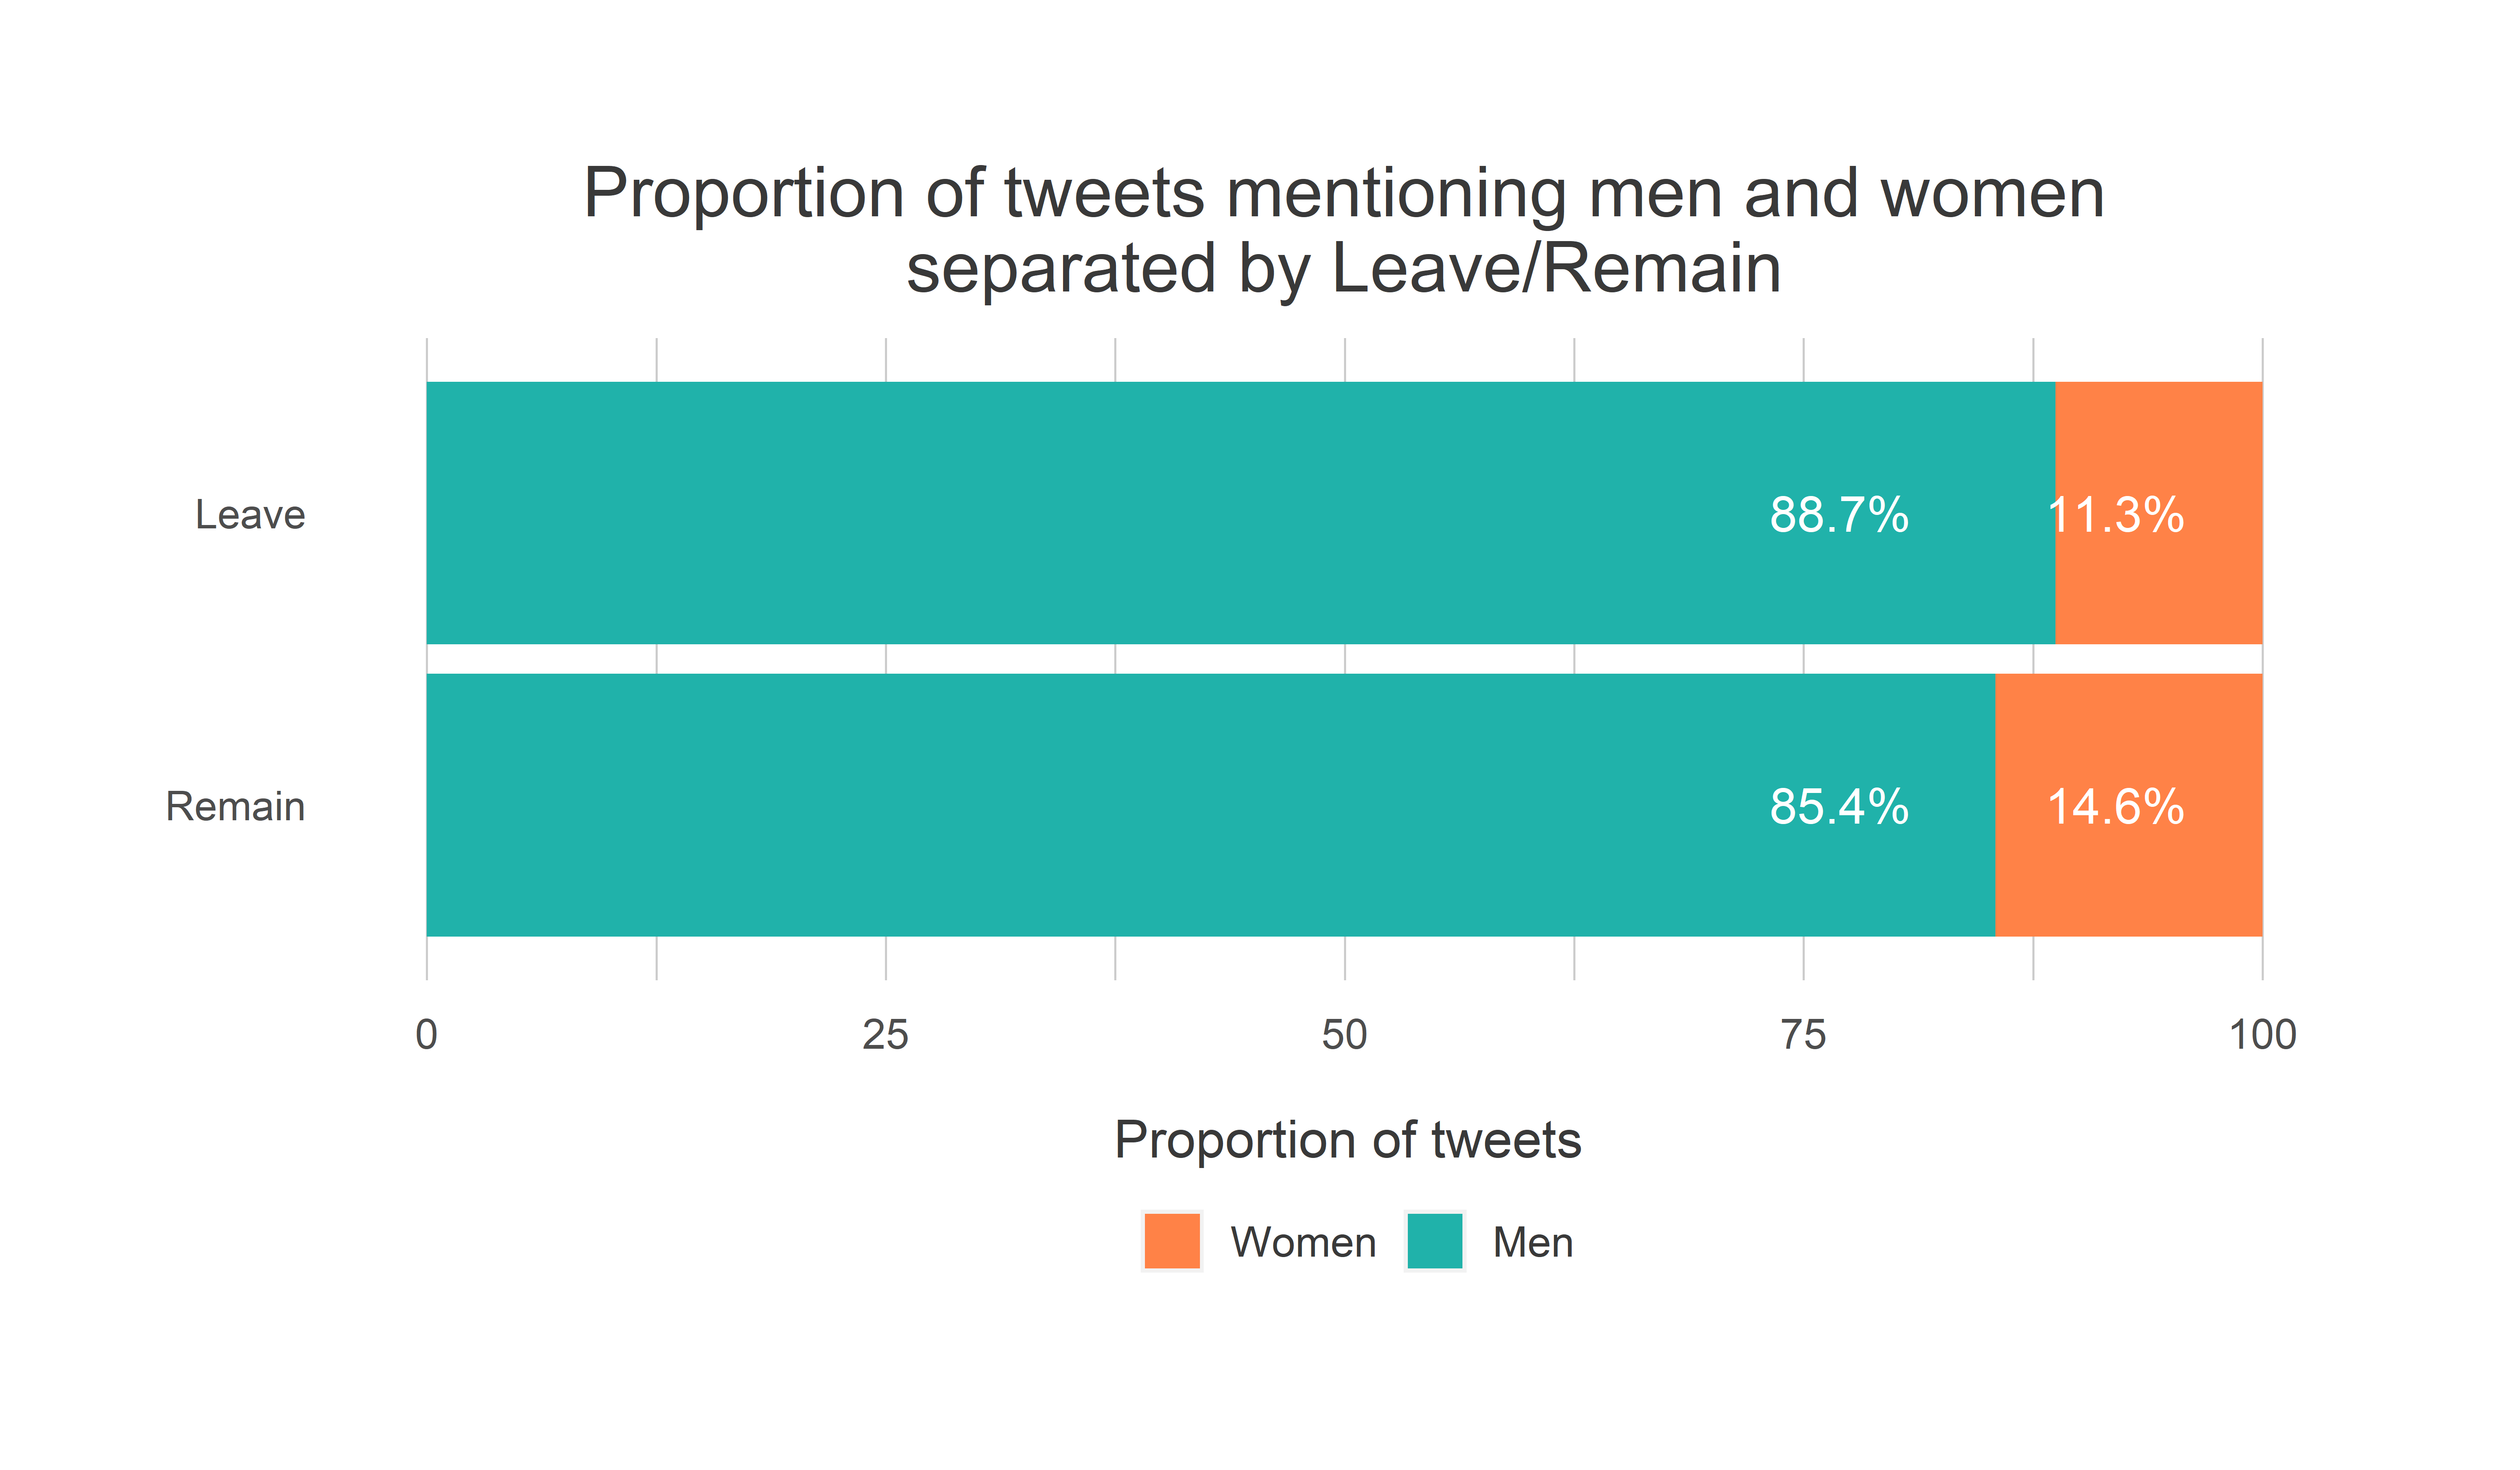 Proportion of tweets mentioning men and women
separated by Leave/Remain
Leave
88.7% 11.3%
Remain
85.4% 14.6%
0 25 50 75 100
Proportion of tweets
Women Men